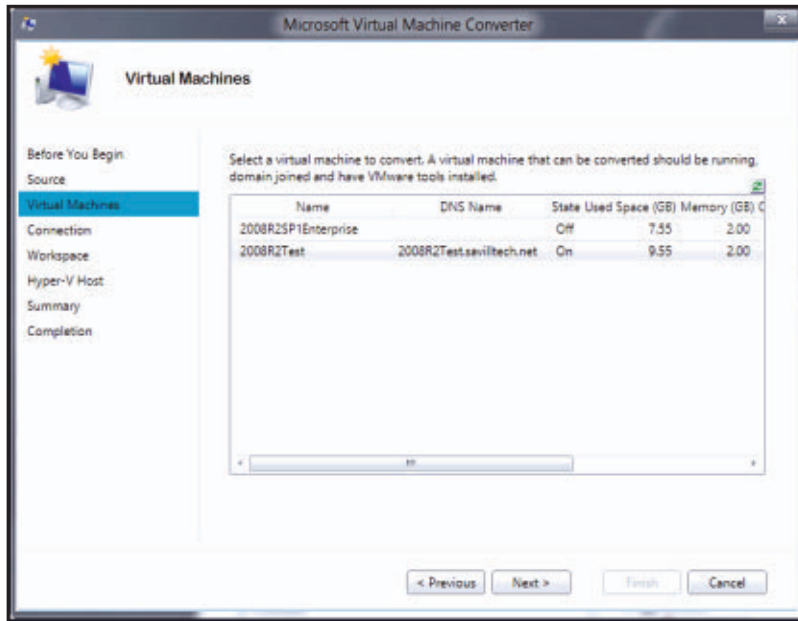 Microsoft Virtual Machine Converter
Virtual Machines
Before You Begin
Source
Virtual Machines
Connection
Workspace
Hyper-V Host
Summary
Completion
Select a virtual machine to convert. A virtual machine that can be converted should be running,
domain joined and have VMware tools installed.
Name DNS Name State Used Space (GB) Memory (GB) C
2008R2SP1Enterprise Off 7.55 2.00
2008R2Test 2008R2Test.savilltech.net On 9.55 2.00
< Previous Next > Finish Cancel